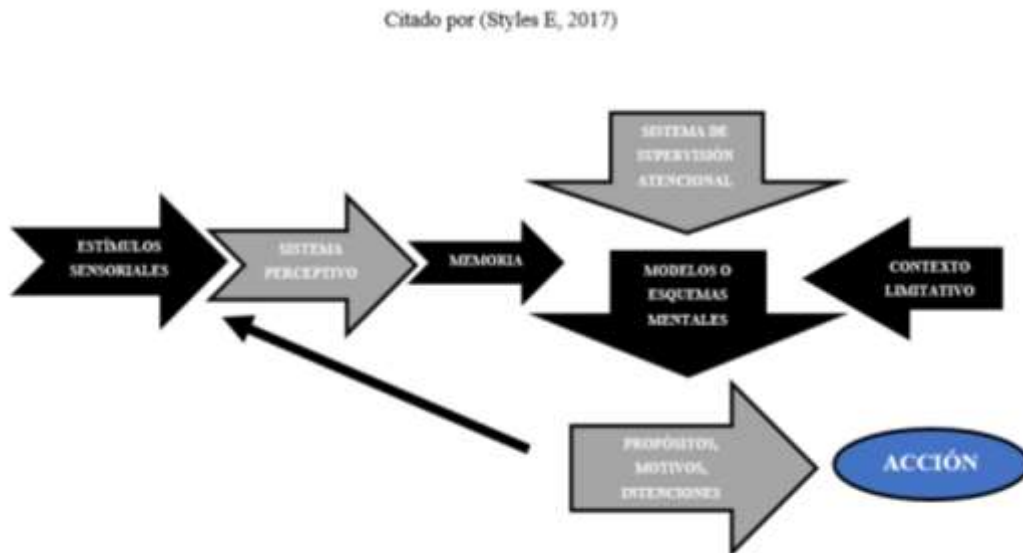 Citado por (Styles E, 2017)
SISTEMA DE
SUPERVISIÓN
ATENCIONAL
ESTÍMULOS
SENSORIALES
SISTEMA
PERCEPTIVO
MEMORIA
MODELOS O
ESQUEMAS
MENTALES
CONTEXTO
LIMITATIVO
PROPÓSITOS,
MOTIVOS,
INTENCIONES
ACCIÓN